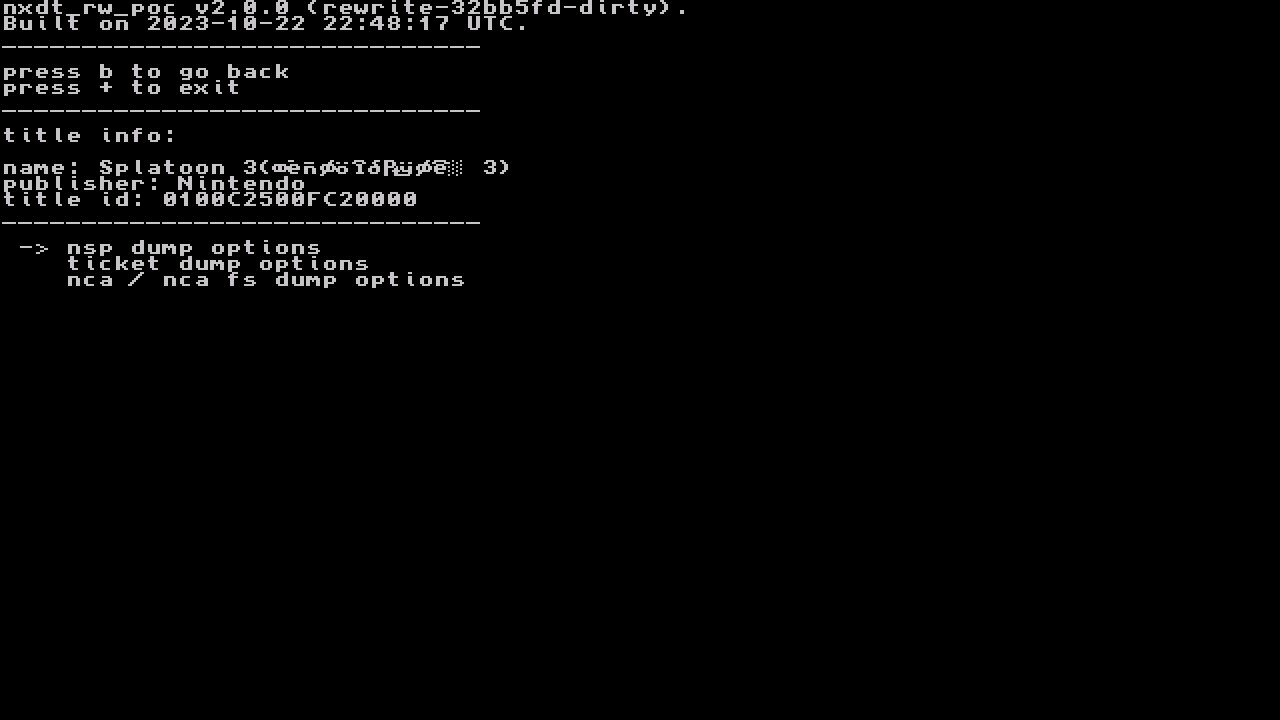 nxdt_rw_poc v2.0.0 (rewrite-32bb5fd-dirty).
Built on 2023-10-22 22:48:17 UTC.
______________________________
press b to go back
press + to exit
______________________________
title info:
name: Splatoon 3( 3)
publisher: Nintendo
title id: 0100C2500FC20000
______________________________
-> nsp dump options
ticket dump options
nca / nca fs dump options